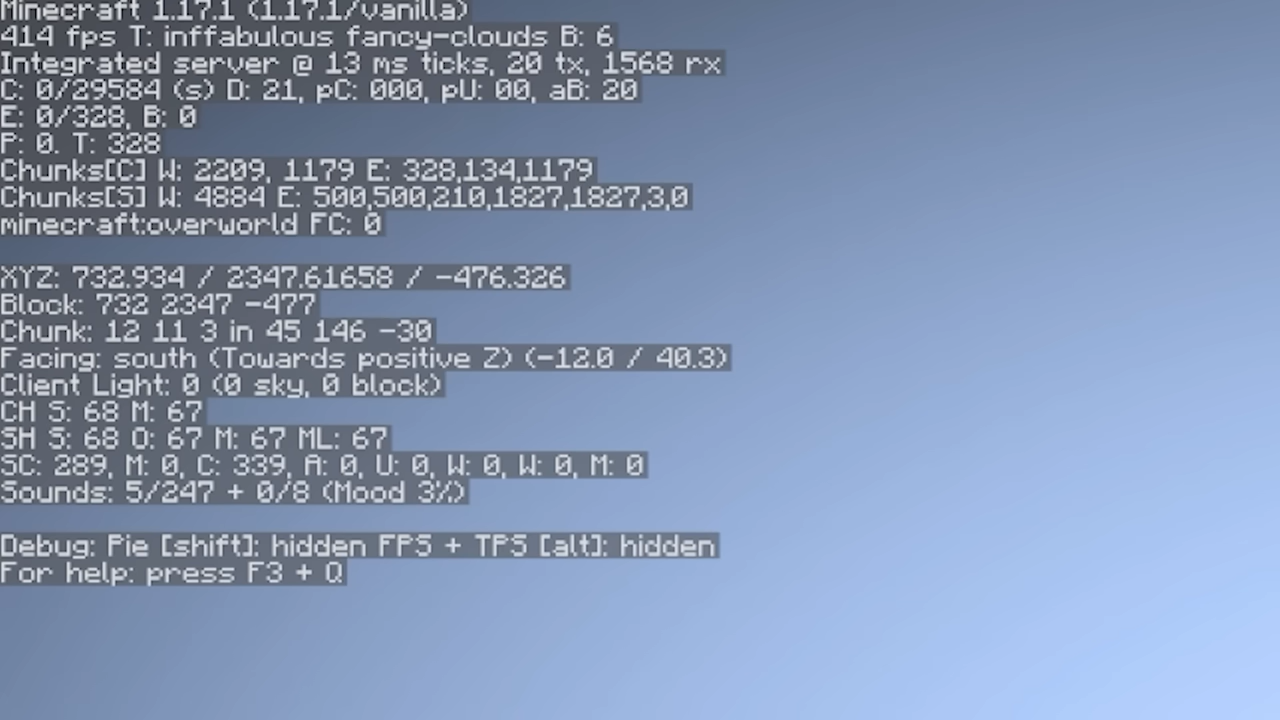 Minecraft 1.17.1 (1.17.1/vanilla)
414 fps T: inffabulous fancy-clouds B: 6
Integrated server @ 13 ms ticks, 20 tx, 1568 rx
C: 0/29584 (s) D: 21, pC: 000, pU: 00, aB: 20
E: 0/328, B: 0
P: 0. T: 328
Chunks[C] W: 2209, 1179 E: 328,134,1179
Chunks[S] W: 4884 E: 500,500,210,1827,1827,3,0
minecraft:overworld FC: 0
XYZ: 732.934 / 2347.61658 / -476.326
Block: 732 2347 -477
Chunk: 12 11 3 in 45 146 -30
Facing: south (Towards positive Z) (-12.0 / 40.3)
Client Light: 0 (0 sky, 0 block)
CH S: 68 M: 67
SH S: 68 O: 67 M: 67 ML: 67
SC: 289, M: 0, C: 339, A: 0, U: 0, W: 0, W: 0, M: 0
Sounds: 5/247 + 0/8 (Mood 3%)
Debug: Pie [shift]: hidden FPS + TPS [alt]: hidden
For help: press F3 + Q